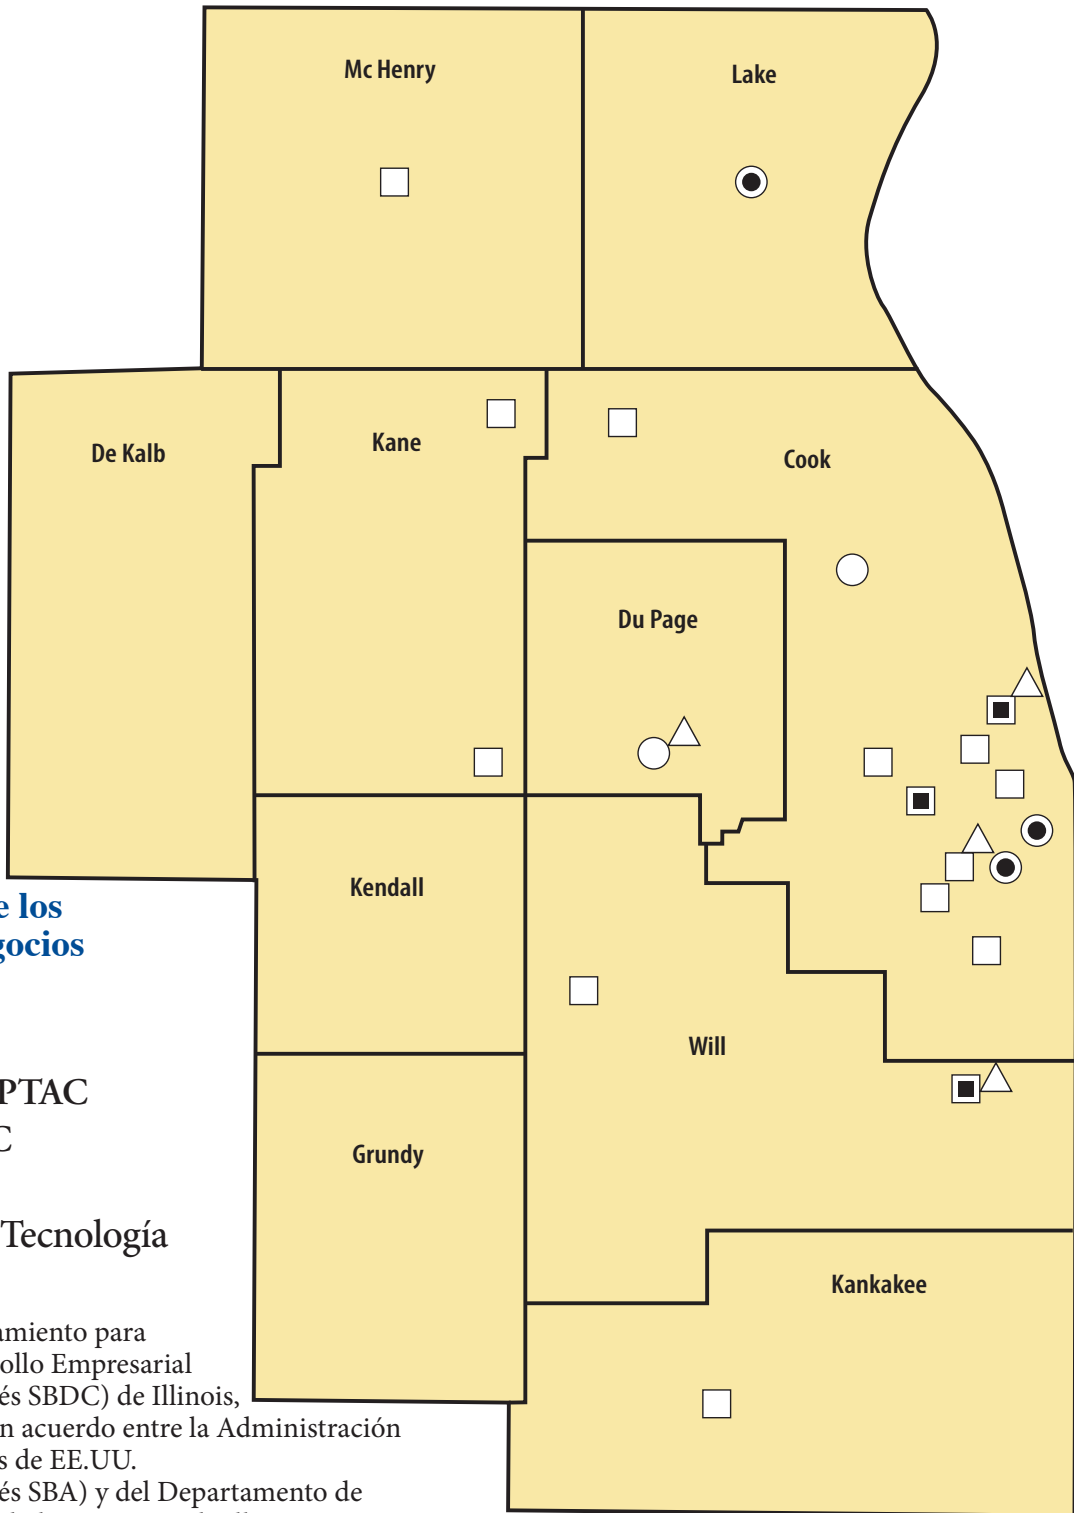 Mc Henry
Lake
De Kalb
Kane
Cook
Du Page
Kendall
Will
Grundy
Kankakee
e los
gocios
PTAC
C
Tecnología
amiento para
ollo Empresarial
és SBDC) de Illinois,
n acuerdo entre la Administración
s de EE.UU.
és SBA) y del Departamento de